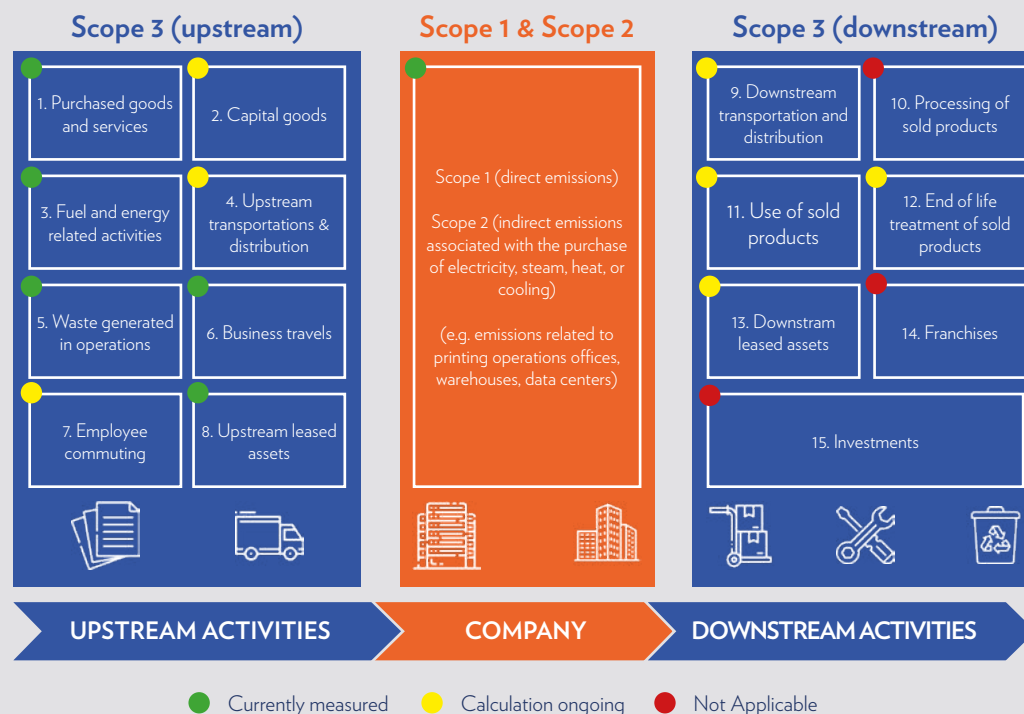 Scope 3 (upstream)
Scope 1 & Scope 2
Scope 3 (downstream)
1. Purchased goods
and services
2. Capital goods
3. Fuel and energy
related activities
4. Upstream
transportations &
distribution
5. Waste generated
in operations
6. Business travels
7. Employee
commuting
8. Upstream leased
assets
Scope 1 (direct emissions)
Scope 2 (indirect emissions
associated with the purchase
of electricity, steam, heat, or
cooling)
(e.g. emissions related to
printing operations offices,
warehouses, data centers)
9. Downstream
transportation and
distribution
10. Processing of
sold products
11. Use of sold
products
12. End of life
treatment of sold
products
13. Downstram
leased assets
14. Franchises
15. Investments
UPSTREAM ACTIVITIES
COMPANY
DOWNSTREAM ACTIVITIES
Currently measured
Calculation ongoing
Not Applicable